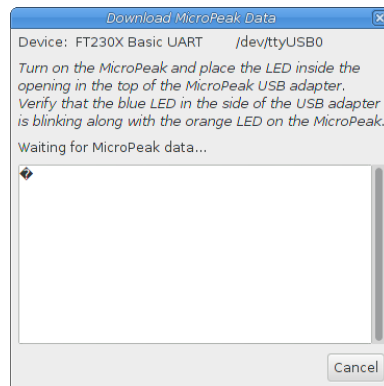 Download MicroPeak Data
Device: FT230X Basic UART /dev/ttyUSB0
Turn on the MicroPeak and place the LED inside the
opening in the top of the MicroPeak USB adapter.
Verify that the blue LED in the side of the USB adapter
is blinking along with the orange LED on the MicroPeak.
Waiting for MicroPeak data...
�
Cancel